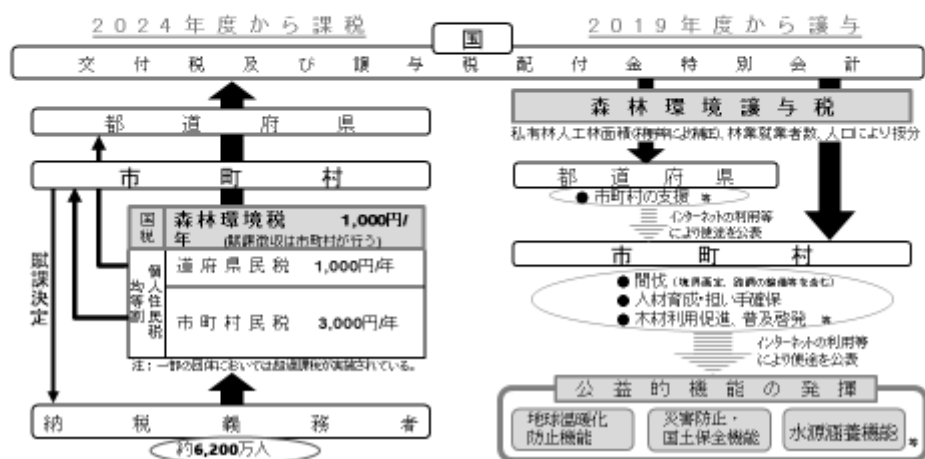 2024年度から課税
国
2019年度から譲与
交付税及び譲与税配付金特別会計
都道府県
市町村
国税
森林環境税 1,000円/年
(賦課徴収は市町村が行う)
個人住民税
均等割
道府県民税 1,000円/年
市町村民税 3,000円/年
注：一部の団体においては超過課税が実施されている。
賦課決定
納税義務者
約6,200万人
森林環境譲与税
私有林人工林面積( )、林業就業者数、人口により按分
都道府県
● 市町村の支援 等
インターネットの利用等
により使途を公表
市町村
● 間伐(境界画定、路網の整備等を含む)
● 人材育成・担い手確保
● 木材利用促進、普及啓発 等
インターネットの利用等
により使途を公表
公益的機能の発揮
地球温暖化
防止機能
災害防止・
国土保全機能
水源涵養機能
等